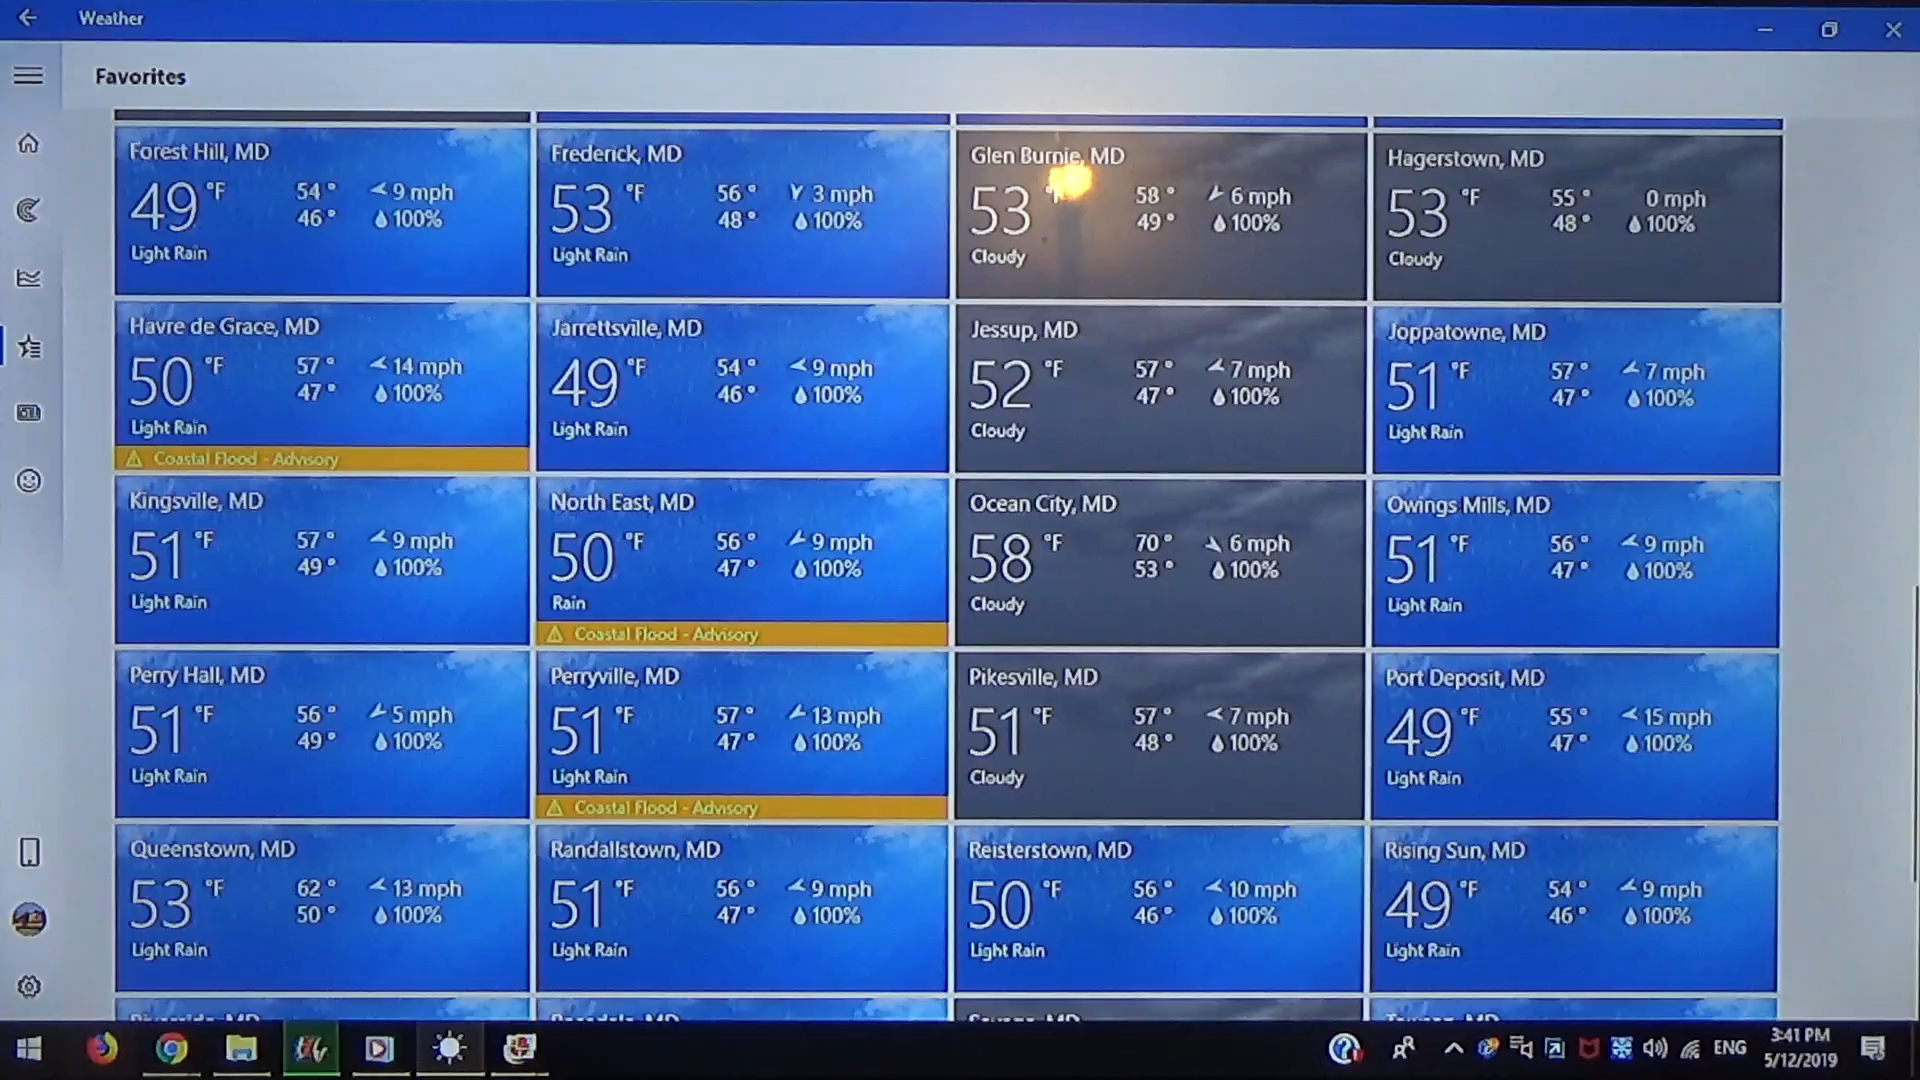 Weather
Favorites
Forest Hill, MD
49 °F 54 ° 9 mph
46 ° 100%
Light Rain
Frederick, MD
53 °F 56 ° 3 mph
48 ° 100%
Light Rain
Glen Burnie, MD
53 58 ° 6 mph
49 ° 100%
Cloudy
Hagerstown, MD
53 °F 55 ° 0 mph
48 ° 100%
Cloudy
Havre de Grace, MD
50 °F 57 ° 14 mph
47 ° 100%
Light Rain
Coastal Flood - Advisory
Jarrettsville, MD
49 °F 54 ° 9 mph
46 ° 100%
Light Rain
Jessup, MD
52 °F 57 ° 7 mph
47 ° 100%
Cloudy
Joppatowne, MD
51 °F 57 ° 7 mph
47 ° 100%
Light Rain
Kingsville, MD
51 °F 57 ° 9 mph
49 ° 100%
Light Rain
North East, MD
50 °F 56 ° 9 mph
47 ° 100%
Rain
Coastal Flood - Advisory
Ocean City, MD
58 °F 70 ° 6 mph
53 ° 100%
Cloudy
Owings Mills, MD
51 °F 56 ° 9 mph
47 ° 100%
Light Rain
Perry Hall, MD
51 °F 56 ° 5 mph
49 ° 100%
Light Rain
Perryville, MD
51 °F 57 ° 13 mph
47 ° 100%
Light Rain
Coastal Flood - Advisory
Pikesville, MD
51 °F 57 ° 7 mph
48 ° 100%
Cloudy
Port Deposit, MD
49 °F 55 ° 15 mph
47 ° 100%
Light Rain
Queenstown, MD
53 °F 62 ° 13 mph
50 ° 100%
Light Rain
Randallstown, MD
51 °F 56 ° 9 mph
47 ° 100%
Light Rain
Reisterstown, MD
50 °F 56 ° 10 mph
46 ° 100%
Light Rain
Rising Sun, MD
49 °F 54 ° 9 mph
46 ° 100%
Light Rain
ENG
3:41 PM
5/12/2019